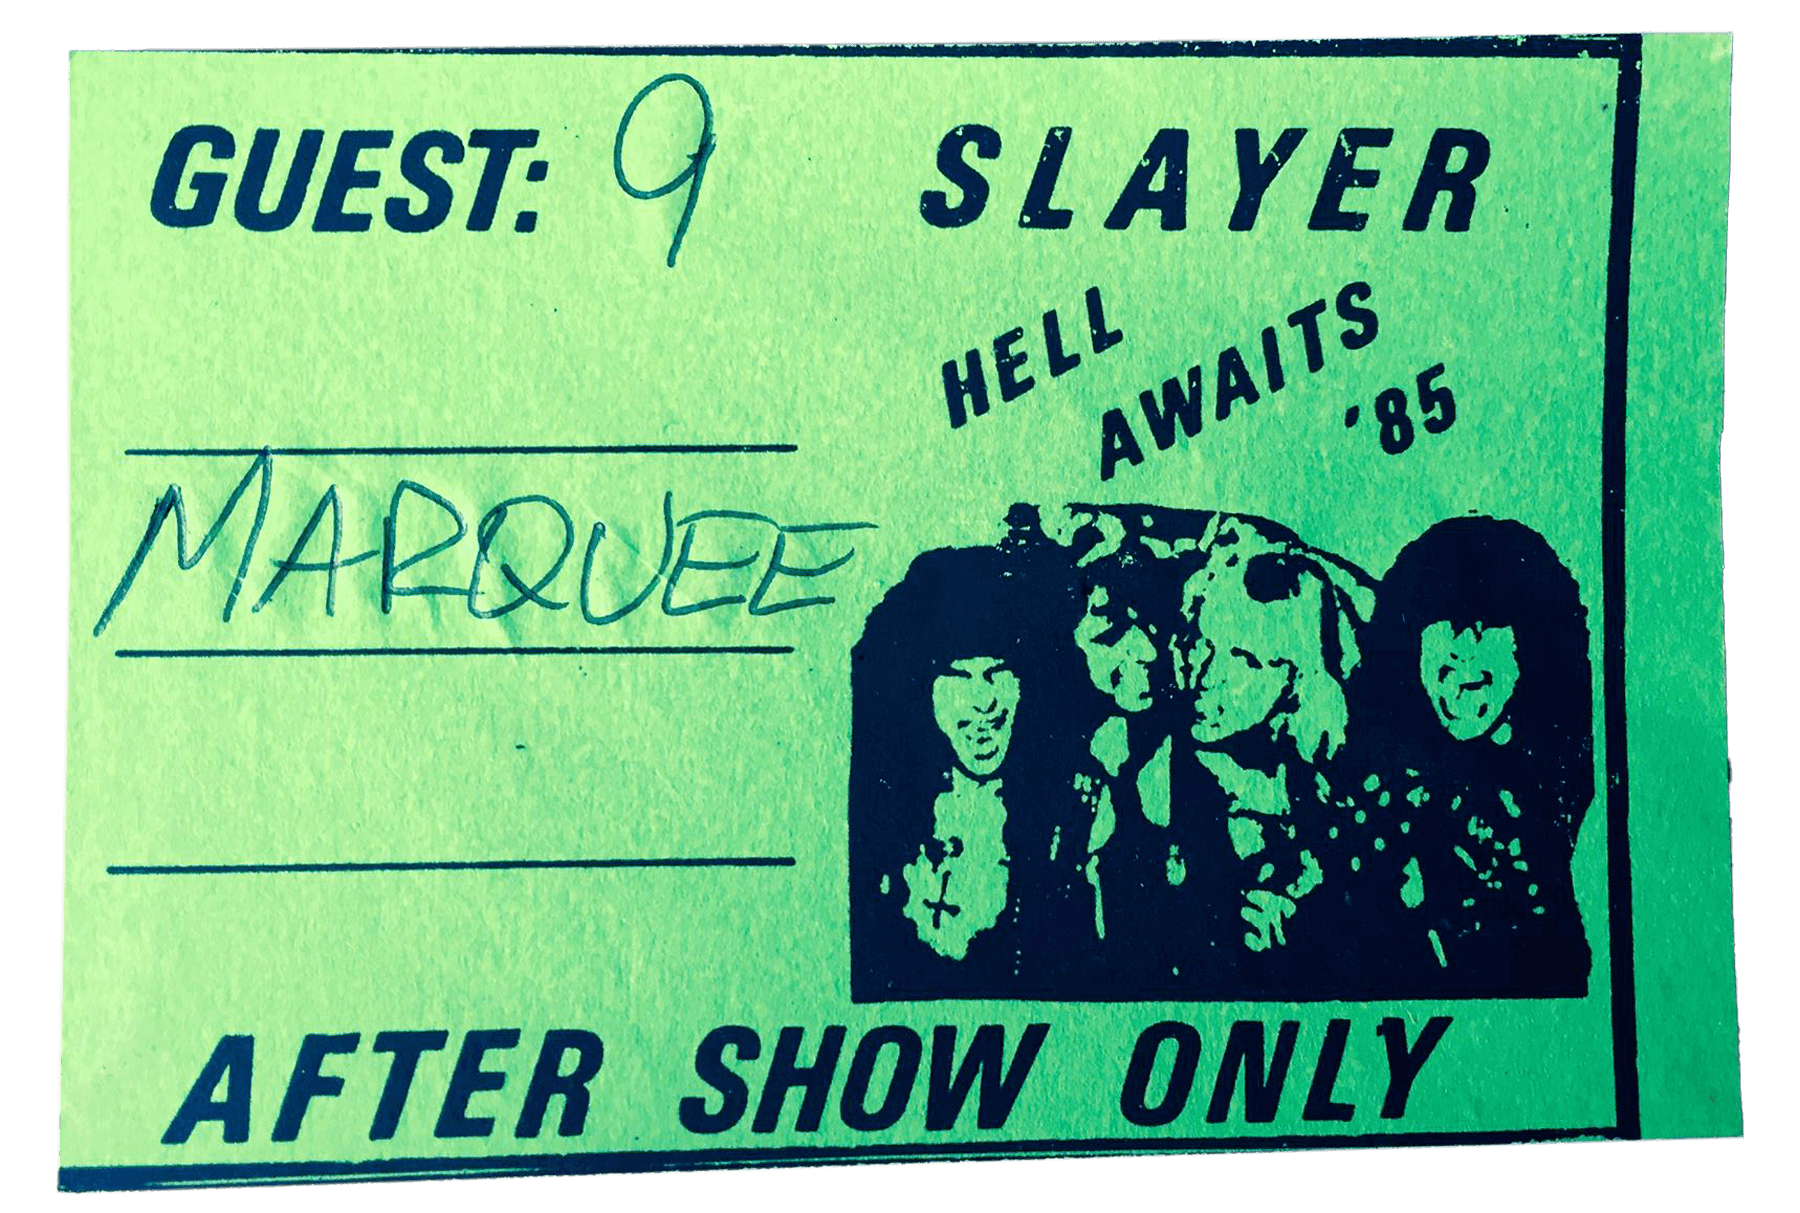 GUEST: 9
SLAYER
HELL
AWAITS
'85
MARQUEE
AFTER SHOW ONLY